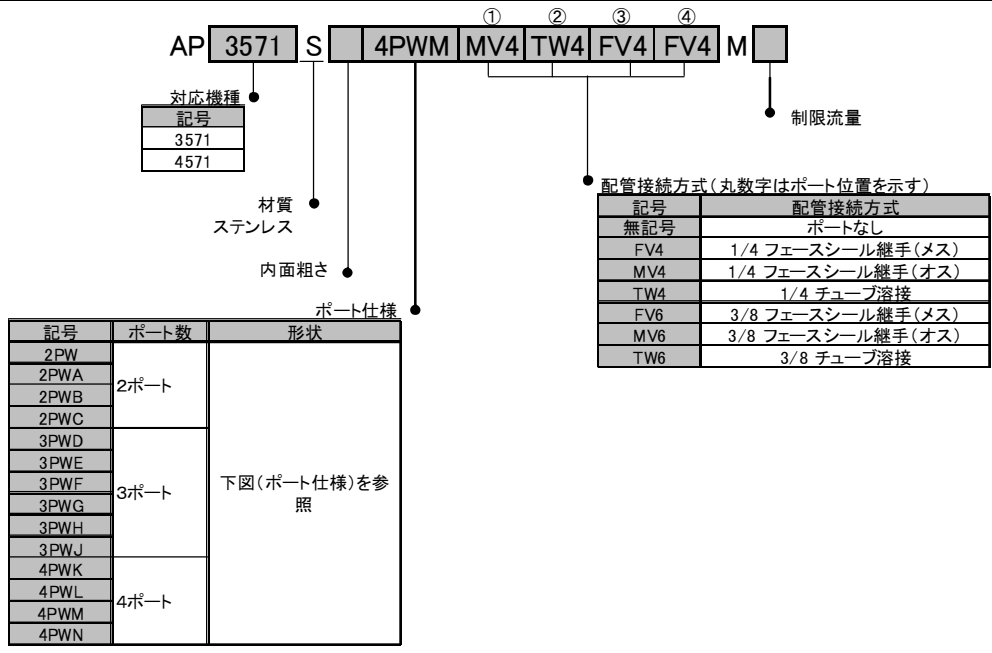 ① ② ③ ④
AP 3571 S 4PWM MV4 TW4 FV4 FV4 M
対応機種
記号
3571
4571
材質
ステンレス
内面粗さ
ポート仕様
制限流量
配管接続方式(丸数字はポート位置を示す)
記号 配管接続方式
無記号 ポートなし
FV4 1/4 フェースシール継手(メス)
MV4 1/4 フェースシール継手(オス)
TW4 1/4 チューブ溶接
FV6 3/8 フェースシール継手(メス)
MV6 3/8 フェースシール継手(オス)
TW6 3/8 チューブ溶接
記号 ポート数 形状
2PW
2PWA
2PWB
2PWC
2ポート
3PWD
3PWE
3PWF
3PWG
3PWH
3PWJ
3ポート
4PWK
4PWL
4PWM
4PWN
4ポート
下図(ポート仕様)を参
照